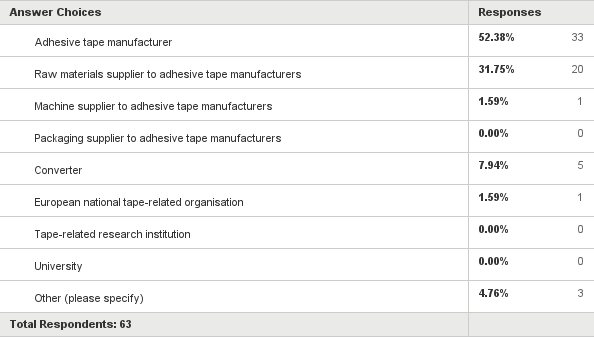 Answer Choices Responses
Adhesive tape manufacturer 52.38% 33
Raw materials supplier to adhesive tape manufacturers 31.75% 20
Machine supplier to adhesive tape manufacturers 1.59% 1
Packaging supplier to adhesive tape manufacturers 0.00% 0
Converter 7.94% 5
European national tape-related organisation 1.59% 1
Tape-related research institution 0.00% 0
University 0.00% 0
Other (please specify) 4.76% 3
Total Respondents: 63